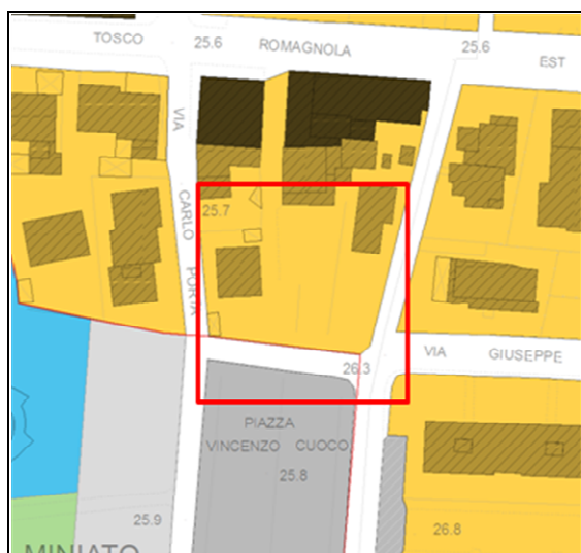 TOSCO 25.6 ROMAGNOLA 25.6
EST
VIA
CARLO
PORTA
25.7
VIA GIUSEPPE
26.3
PIAZZA
VINCENZO CUOCO
25.8
25.9
26.8
MINIATO